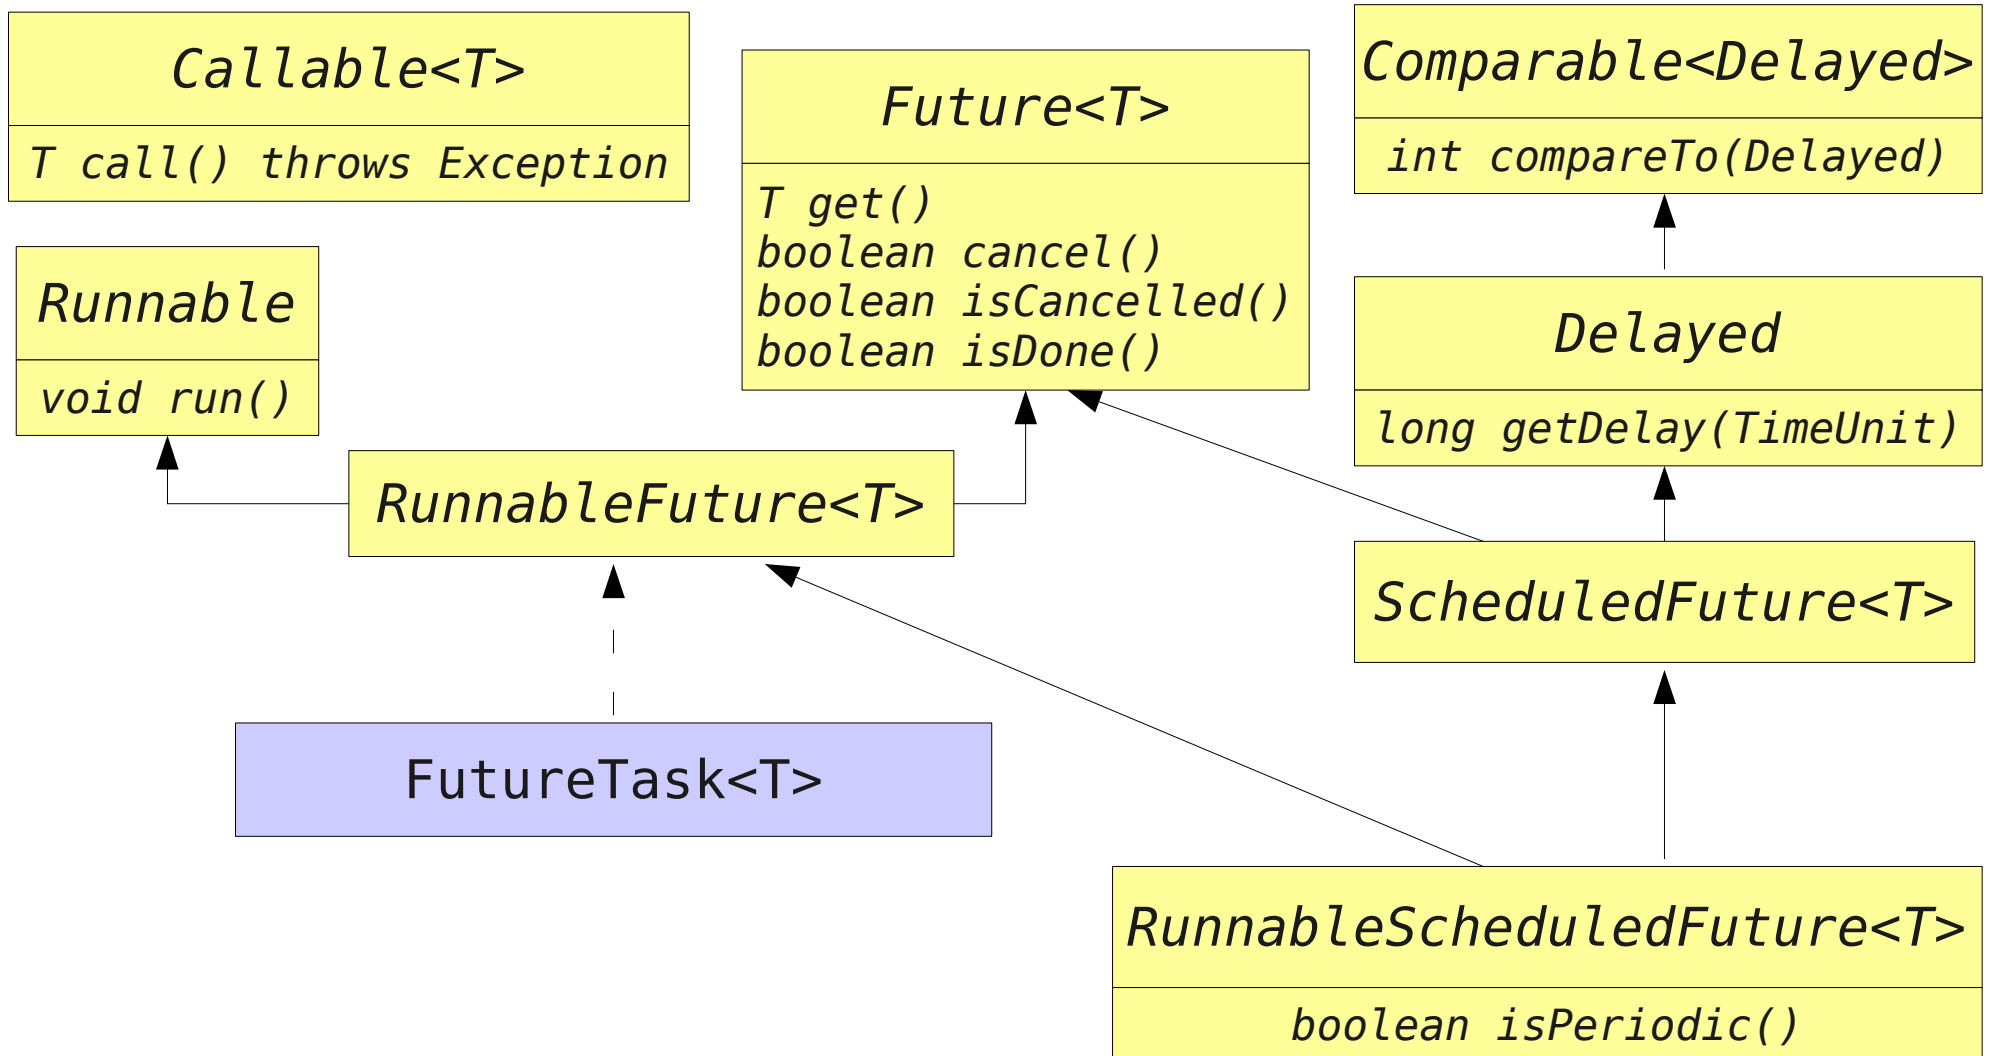 Callable<T>
T call() throws Exception
Future<T>
T get()
boolean cancel()
boolean isCancelled()
boolean isDone()
Comparable<Delayed>
int compareTo(Delayed)
Runnable
void run()
Delayed
long getDelay(TimeUnit)
RunnableFuture<T>
ScheduledFuture<T>
FutureTask<T>
RunnableScheduledFuture<T>
boolean isPeriodic()